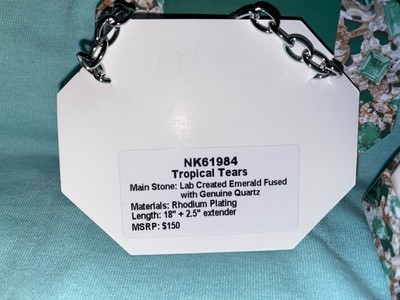 NK61984
Tropical Tears
Main Stone: Lab Created Emerald Fused
with Genuine Quartz
Materials: Rhodium Plating
Length: 18" + 2.5" extender
MSRP: $150